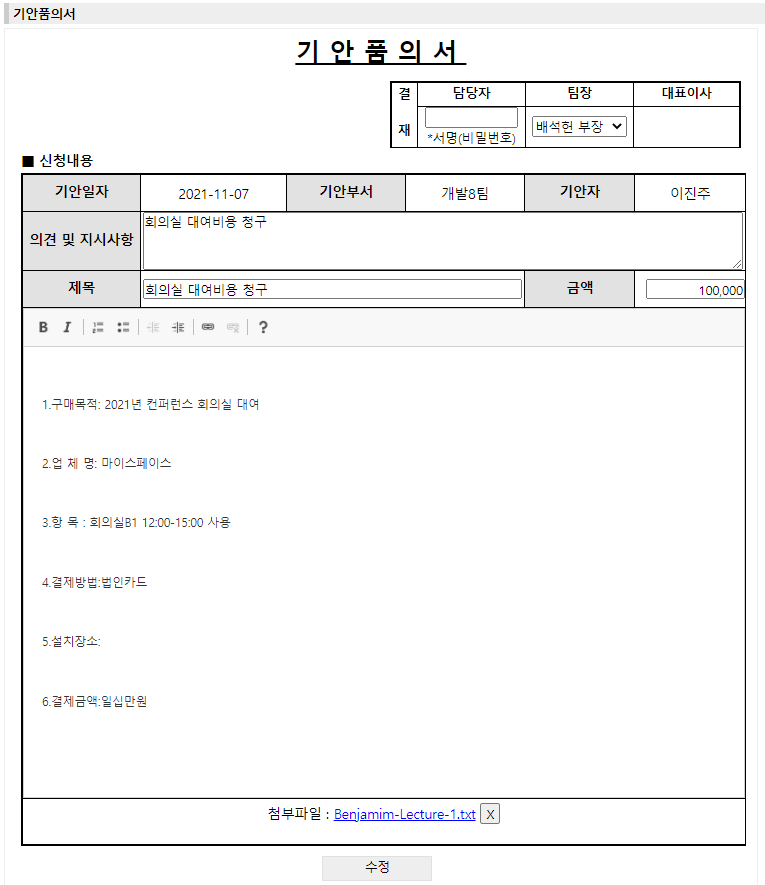 기안품의서
기 안 품 의 서
결 재 담당자 팀장 대표이사
*서명(비밀번호) 배석헌 부장
■ 신청내용
기안일자 2021-11-07 기안부서 개발8팀 기안자 이진주
의견 및 지시사항 회의실 대여비용 청구
제목 회의실 대여비용 청구 금액 100,000
B I ?
1.구매목적: 2021년 컨퍼런스 회의실 대여
2.업 체 명: 마이스페이스
3.항 목 : 회의실B1 12:00-15:00 사용
4.결제방법:법인카드
5.설치장소:
6.결제금액:일십만원
첨부파일 : Benjamim-Lecture-1.txt X
수정